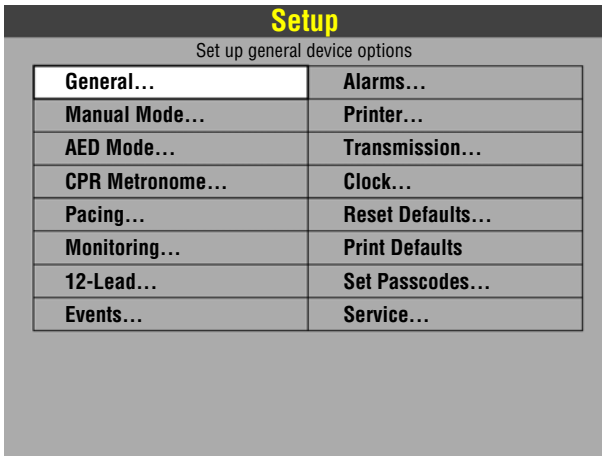 Setup
Set up general device options
General...
Alarms...
Manual Mode...
Printer...
AED Mode...
Transmission...
CPR Metronome...
Clock...
Pacing...
Reset Defaults...
Monitoring...
Print Defaults
12-Lead...
Set Passcodes...
Events...
Service...